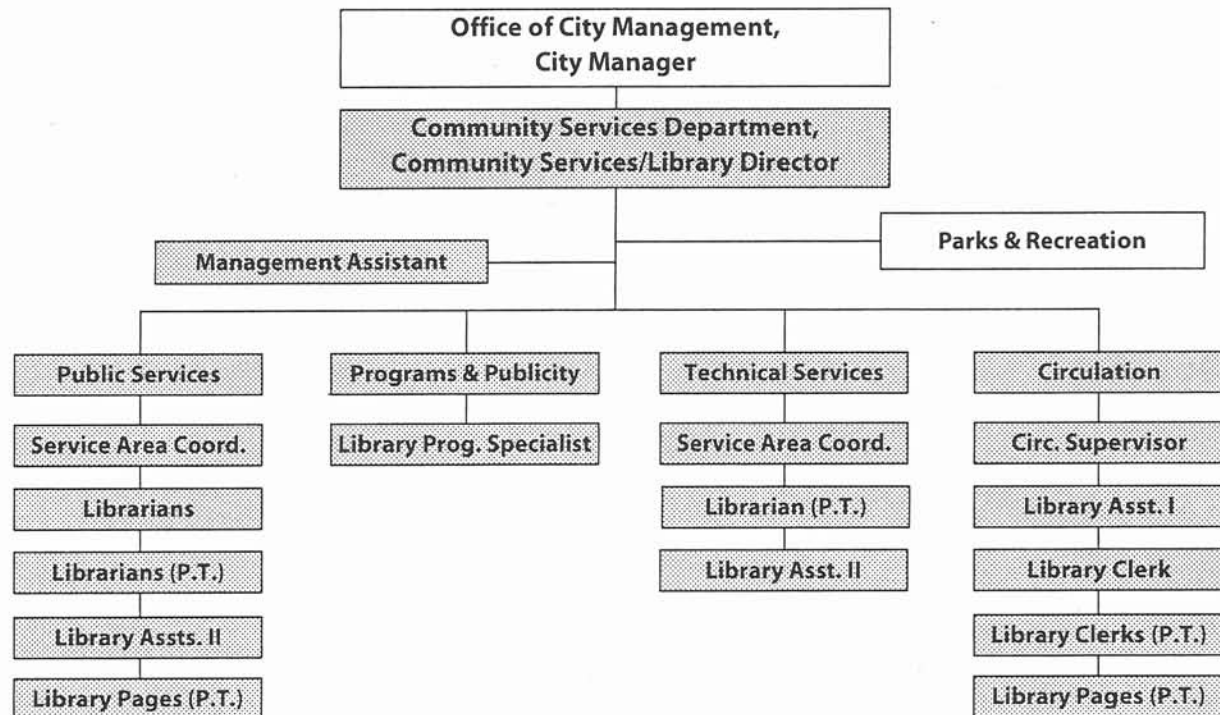 Office of City Management,
City Manager
Community Services Department,
Community Services/Library Director
Parks & Recreation
Management Assistant
Public Services
Programs & Publicity
Technical Services
Circulation
Service Area Coord.
Library Prog. Specialist
Service Area Coord.
Circ. Supervisor
Librarians
Librarian (P.T.)
Library Asst. I
Librarians (P.T.)
Library Asst. II
Library Clerk
Library Assts. II
Library Clerks (P.T.)
Library Pages (P.T.)
Library Pages (P.T.)